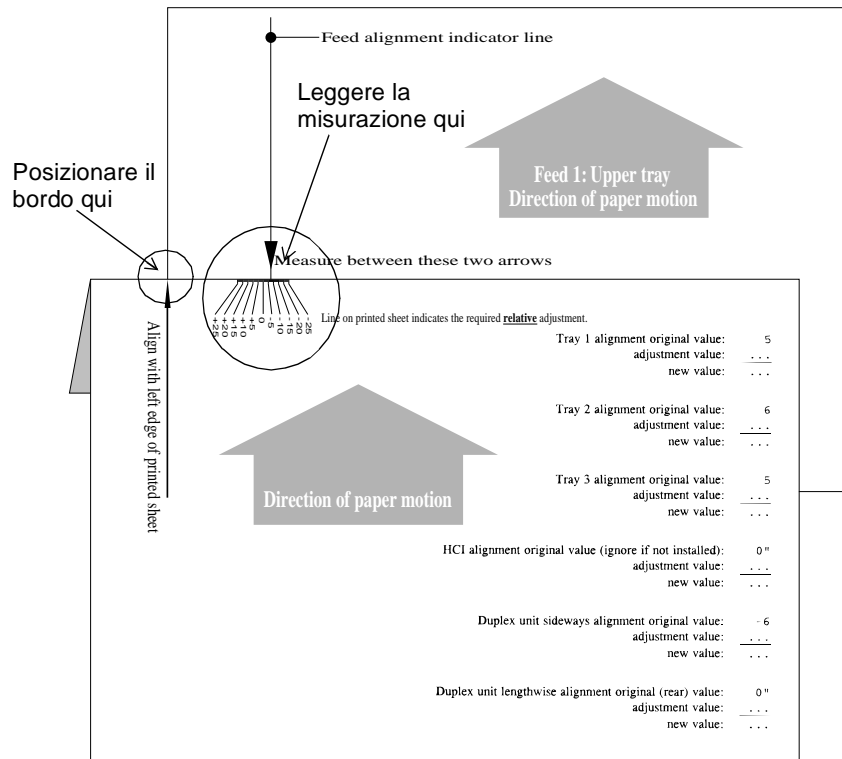 Feed alignment indicator line
Leggere la
misurazione qui
Posizionare il
bordo qui
Feed 1: Upper tray
Direction of paper motion
Measure between these two arrows
+25
+20
+15
+10
+5
0
-5
-10
-15
-20
-25
Line on printed sheet indicates the required relative adjustment.
Align with left edge of printed sheet
Direction of paper motion
Tray 1 alignment original value: 5
adjustment value: ...
new value: ...
Tray 2 alignment original value: 6
adjustment value: ...
new value: ...
Tray 3 alignment original value: 5
adjustment value: ...
new value: ...
HCI alignment original value (ignore if not installed): 0"
adjustment value: ...
new value: ...
Duplex unit sideways alignment original value: -6
adjustment value: ...
new value: ...
Duplex unit lengthwise alignment original (rear) value: 0"
adjustment value: ...
new value: ...